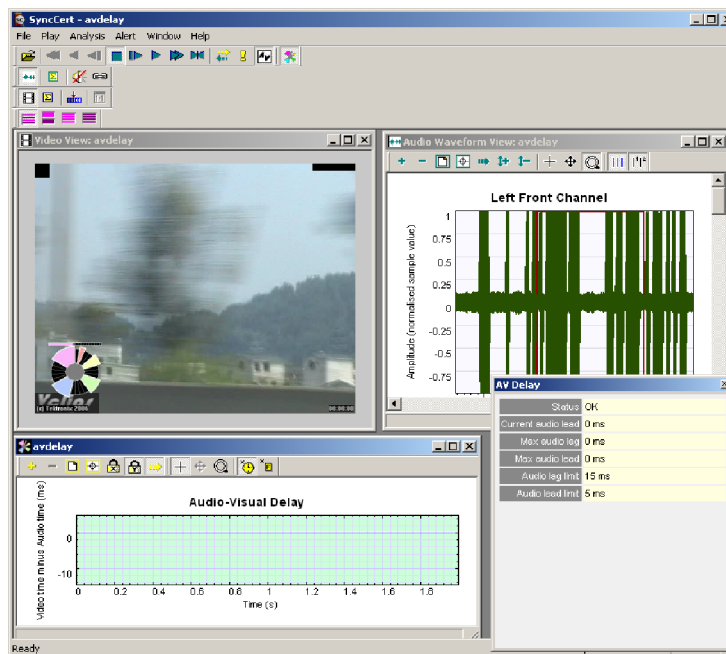 SyncCert - avdelay
File Play Analysis Alert Window Help
Video View: avdelay
Vellos
(c) Tektronix 2006
00:00:00
Audio Waveform View: avdelay
Left Front Channel
Amplitude (normalised sample value)
1
0.75
0.5
0.25
0
-0.25
-0.5
-0.75
AV Delay
Status OK
Current audio lead 0 ms
Max audio lag 0 ms
Max audio lead 0 ms
Audio lag limit 15 ms
Audio lead limit 5 ms
avdelay
Audio-Visual Delay
Video time minus Audio time (ms)
0
-10
0 0.2 0.4 0.6 0.8 1 1.2 1.4 1.6 1.8
Time (s)
Ready